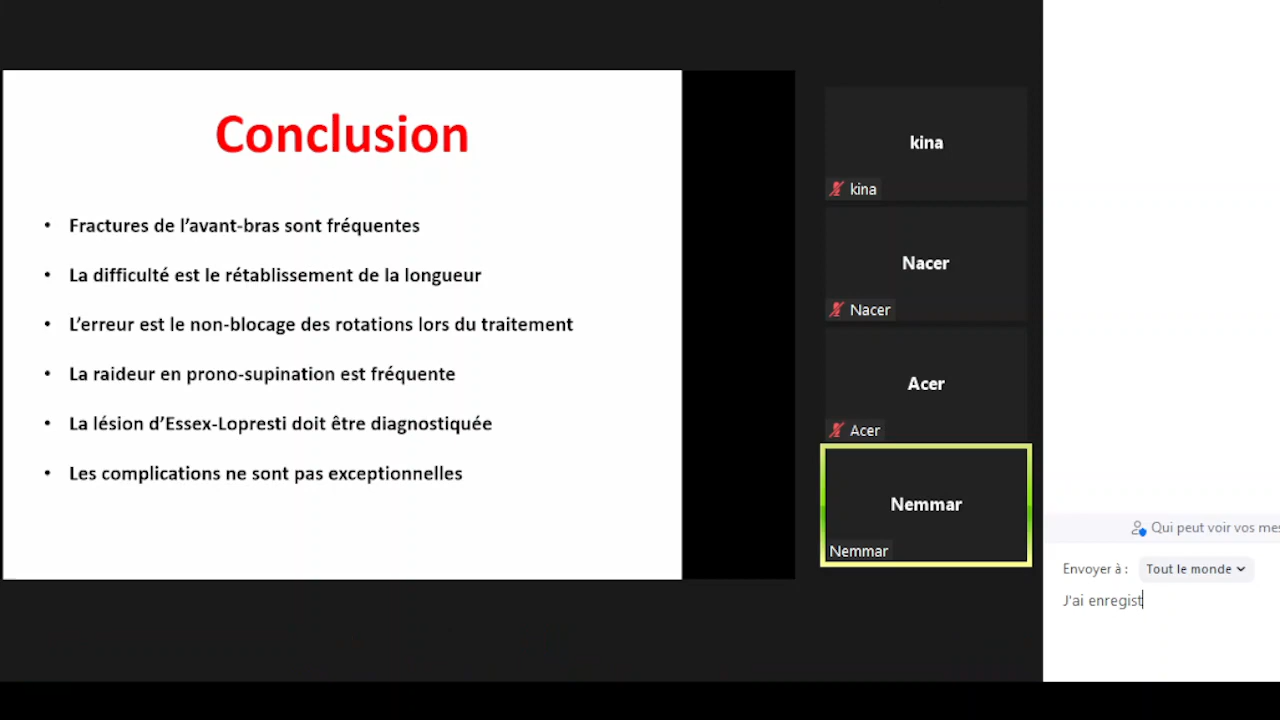 Conclusion
• Fractures de l’avant-bras sont fréquentes
• La difficulté est le rétablissement de la longueur
• L’erreur est le non-blocage des rotations lors du traitement
• La raideur en prono-supination est fréquente
• La lésion d’Essex-Lopresti doit être diagnostiquée
• Les complications ne sont pas exceptionnelles
kina
kina
Nacer
Nacer
Acer
Acer
Nemmar
Nemmar
Qui peut voir vos mes
Envoyer à : Tout le monde
J'ai enregist